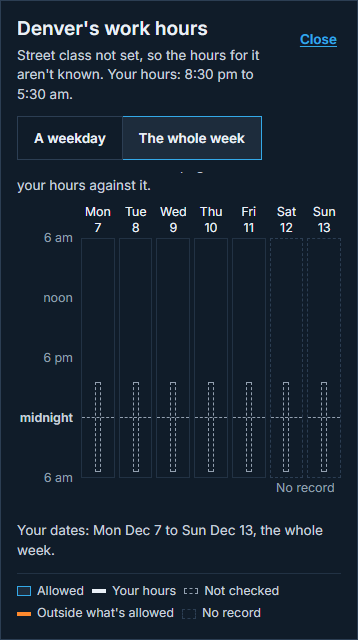 Denver's work hours
Close
Street class not set, so the hours for it
aren't known. Your hours: 8:30 pm to
5:30 am.
A weekday
The whole week
your hours against it.
Mon Tue Wed Thu Fri Sat Sun
7 8 9 10 11 12 13
6 am
noon
6 pm
midnight
6 am
No record
Your dates: Mon Dec 7 to Sun Dec 13, the whole
week.
Allowed Your hours Not checked
Outside what's allowed No record